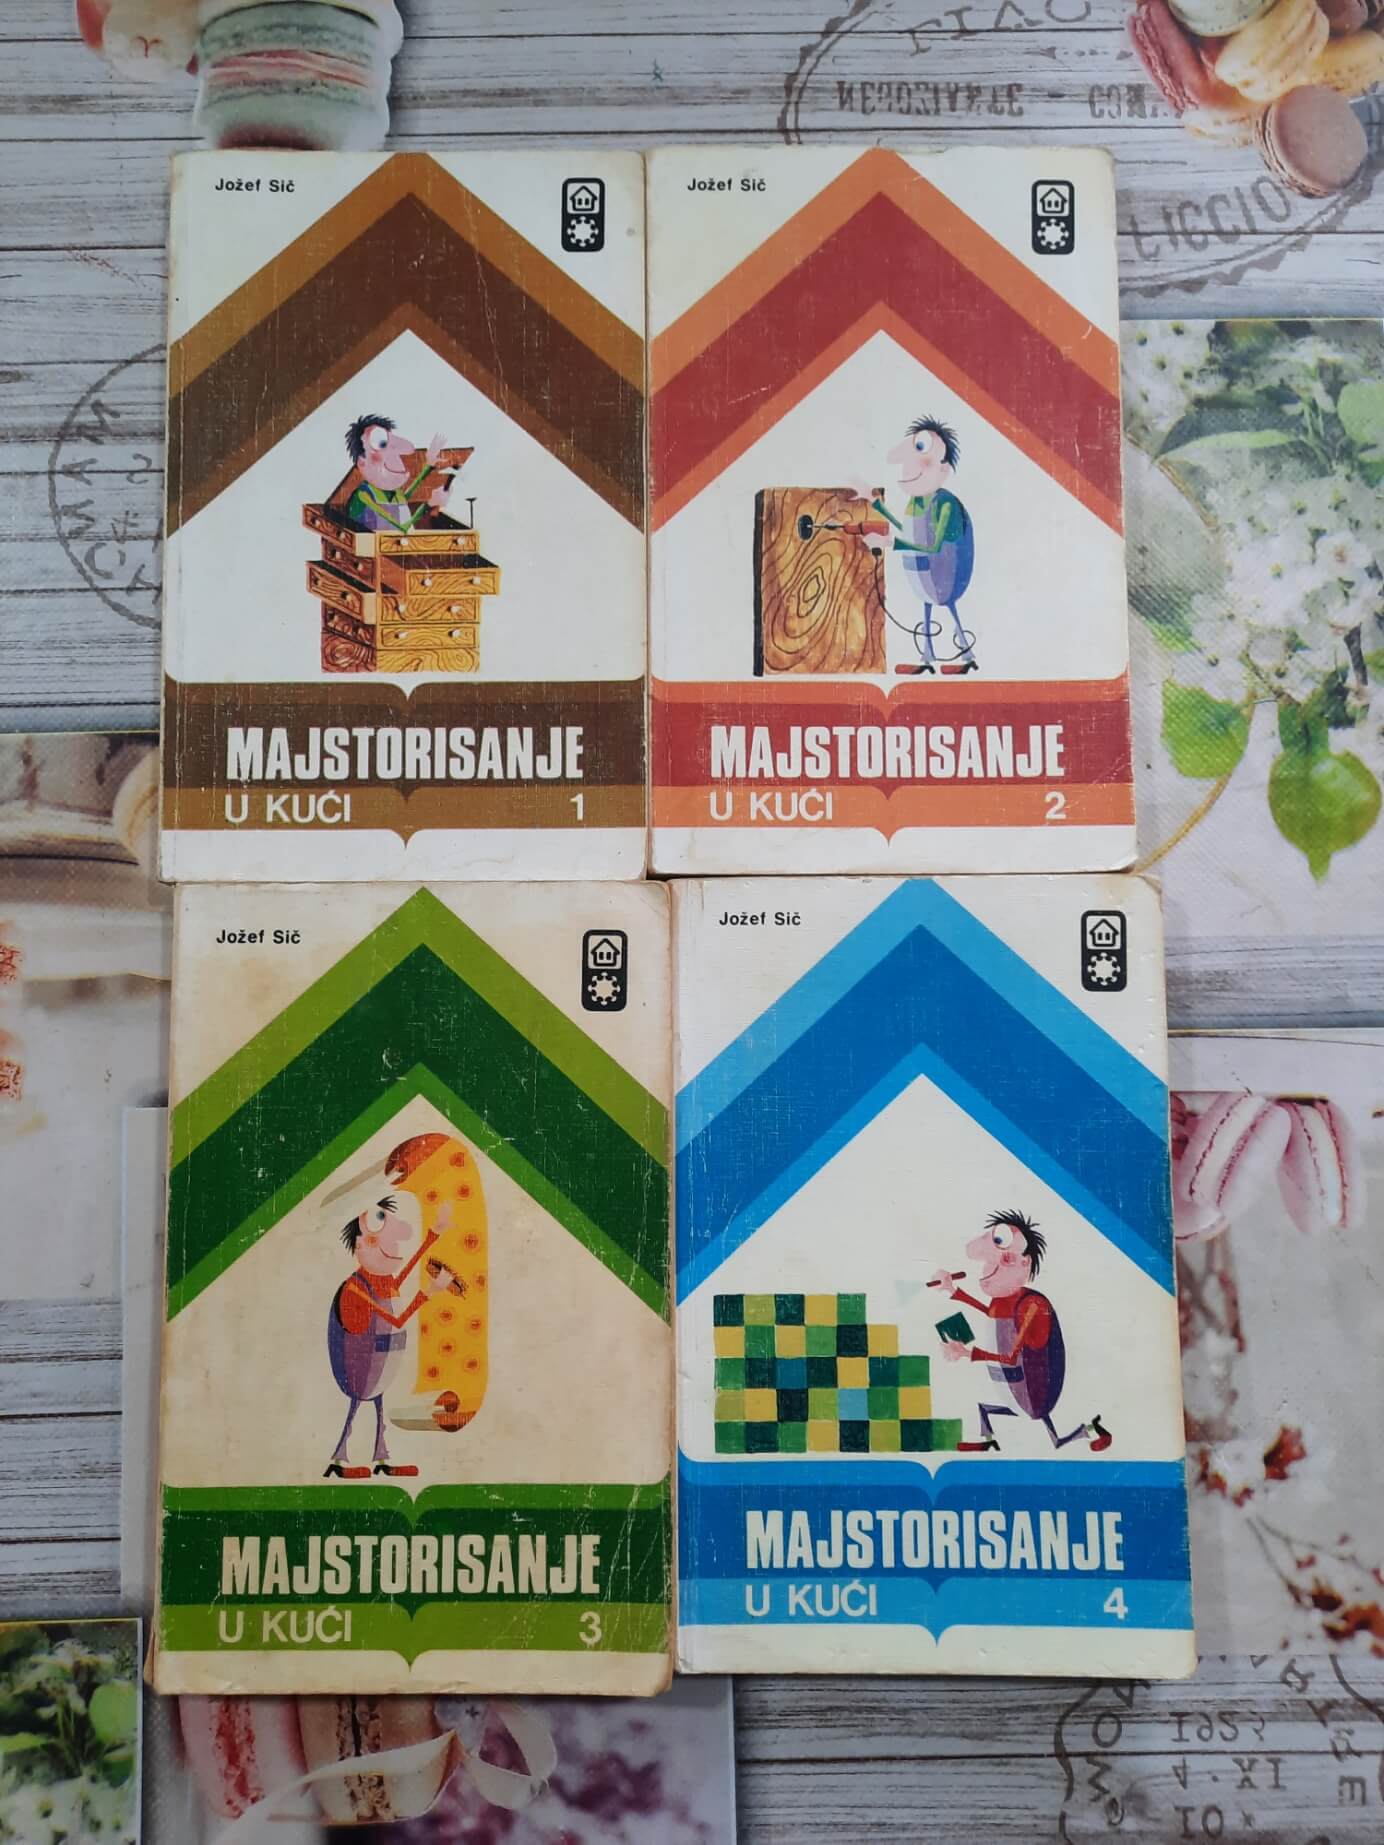 Jožef Sič
MAJSTORISANJE
U KUĆI 1
Jožef Sič
MAJSTORISANJE
U KUĆI 2
Jožef Sič
MAJSTORISANJE
U KUĆI 3
Jožef Sič
MAJSTORISANJE
U KUĆI 4